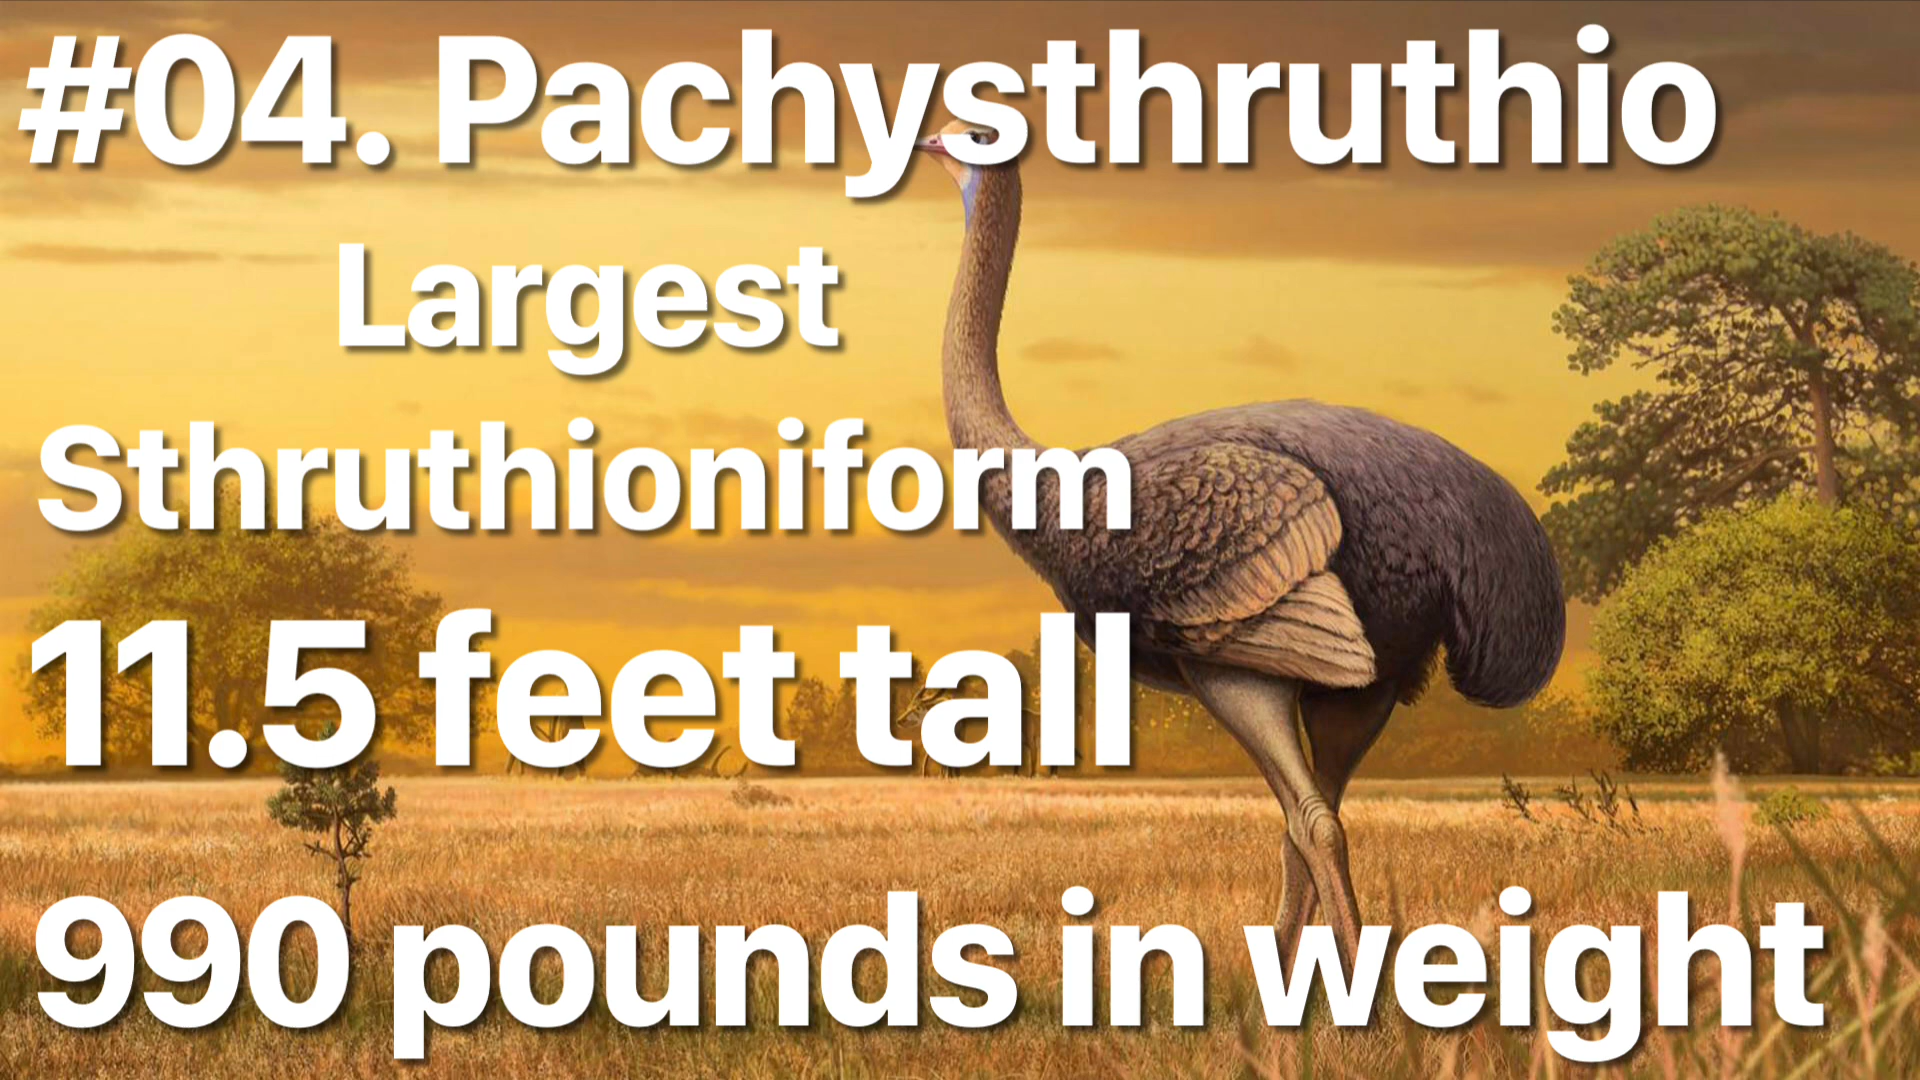 #04. Pachysthruthio
Largest
Sthruthioniform
11.5 feet tall
990 pounds in weight